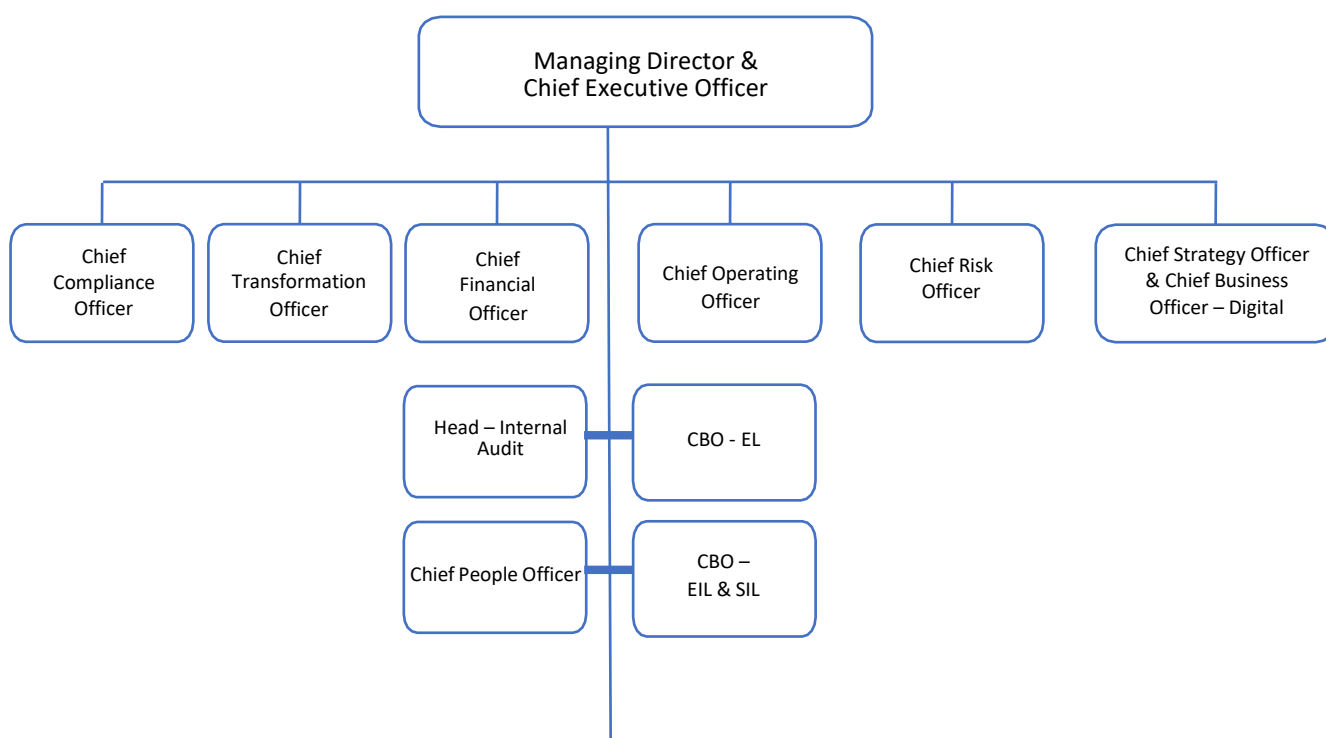 Managing Director &
Chief Executive Officer
Chief
Compliance
Officer
Chief
Transformation
Officer
Chief
Financial
Officer
Chief Operating
Officer
Chief Risk
Officer
Chief Strategy Officer
& Chief Business
Officer – Digital
Head – Internal
Audit
CBO - EL
Chief People Officer
CBO –
EIL & SIL